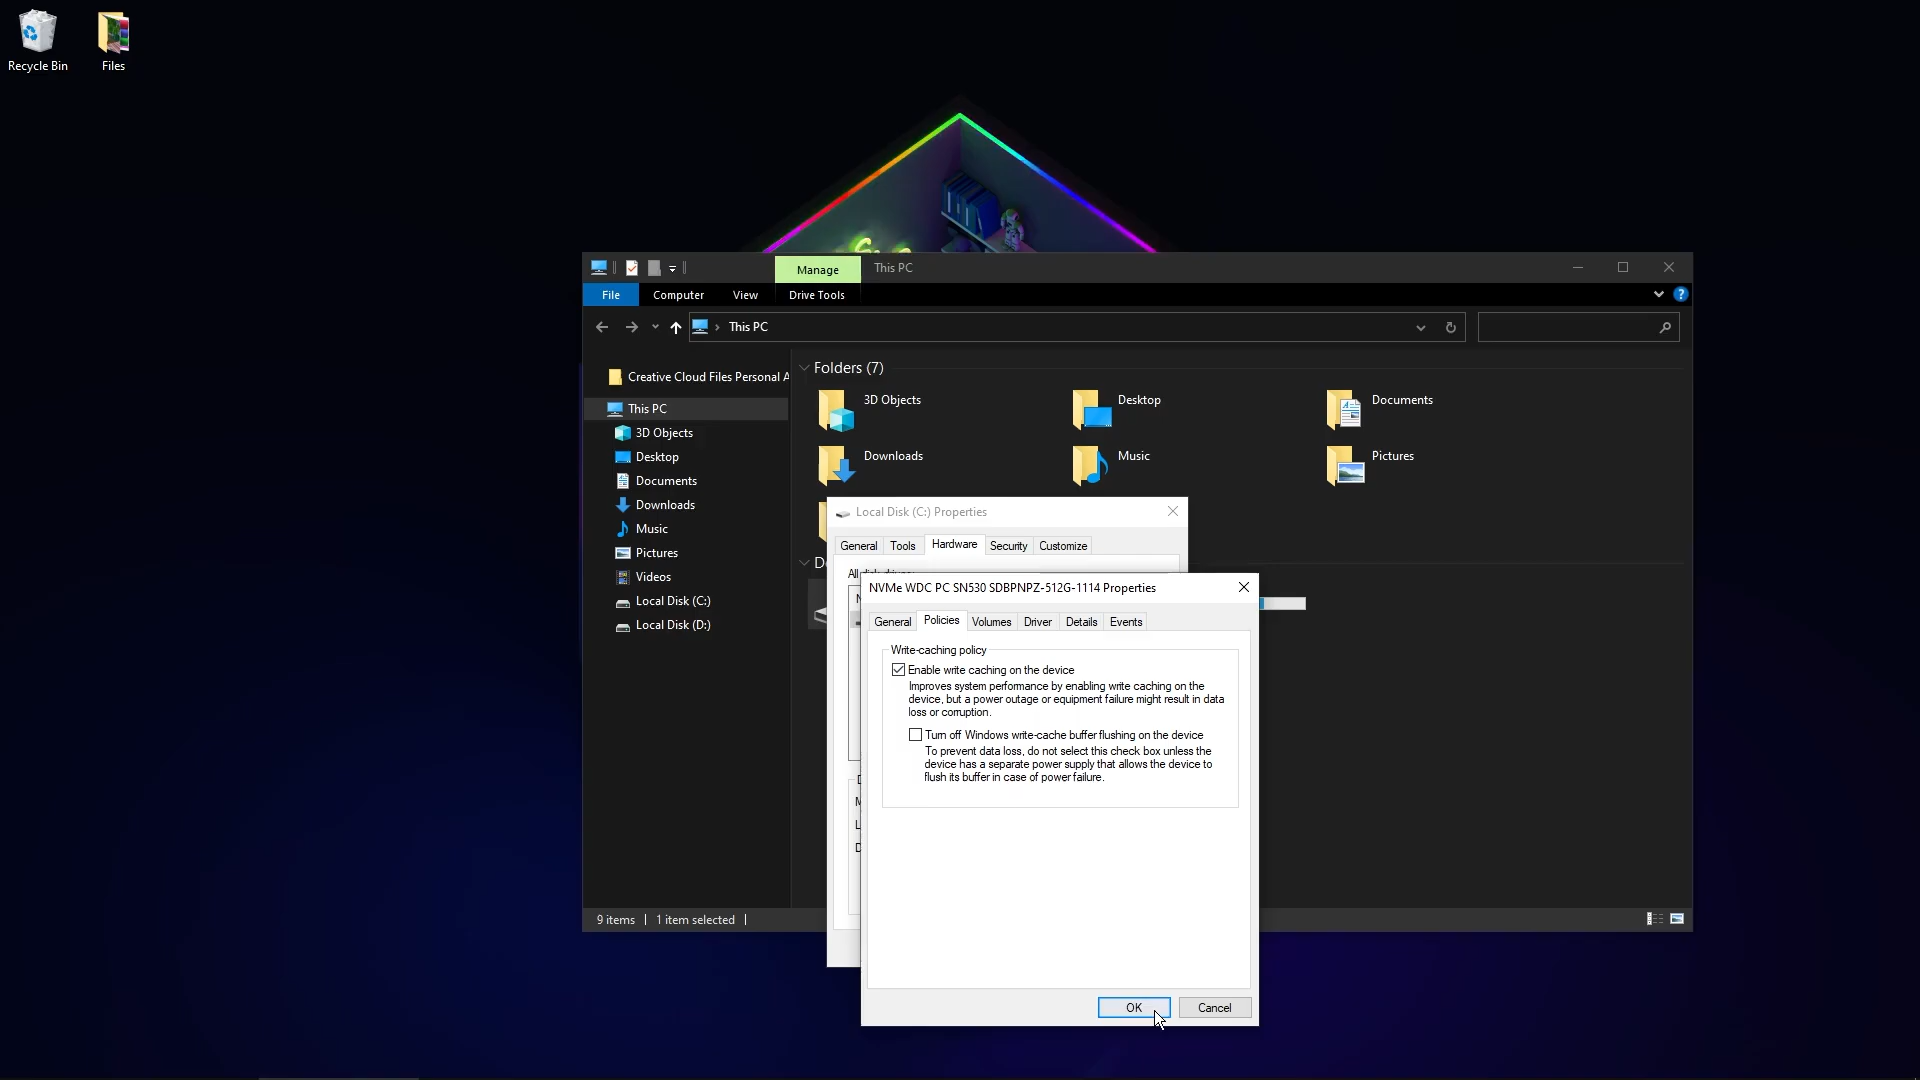 Recycle Bin
Files
Manage
This PC
File
Computer
View
Drive Tools
This PC
Creative Cloud Files Personal A
This PC
3D Objects
Desktop
Documents
Downloads
Music
Pictures
Videos
Local Disk (C:)
Local Disk (D:)
Folders (7)
3D Objects
Desktop
Documents
Downloads
Music
Pictures
Local Disk (C:) Properties
General
Tools
Hardware
Security
Customize
NVMe WDC PC SN530 SDBPNPZ-512G-1114 Properties
General
Policies
Volumes
Driver
Details
Events
Write-caching policy
Enable write caching on the device
Improves system performance by enabling write caching on the
device, but a power outage or equipment failure might result in data
loss or corruption.
Turn off Windows write-cache buffer flushing on the device
To prevent data loss, do not select this check box unless the
device has a separate power supply that allows the device to
flush its buffer in case of power failure.
OK
Cancel
9 items
1 item selected